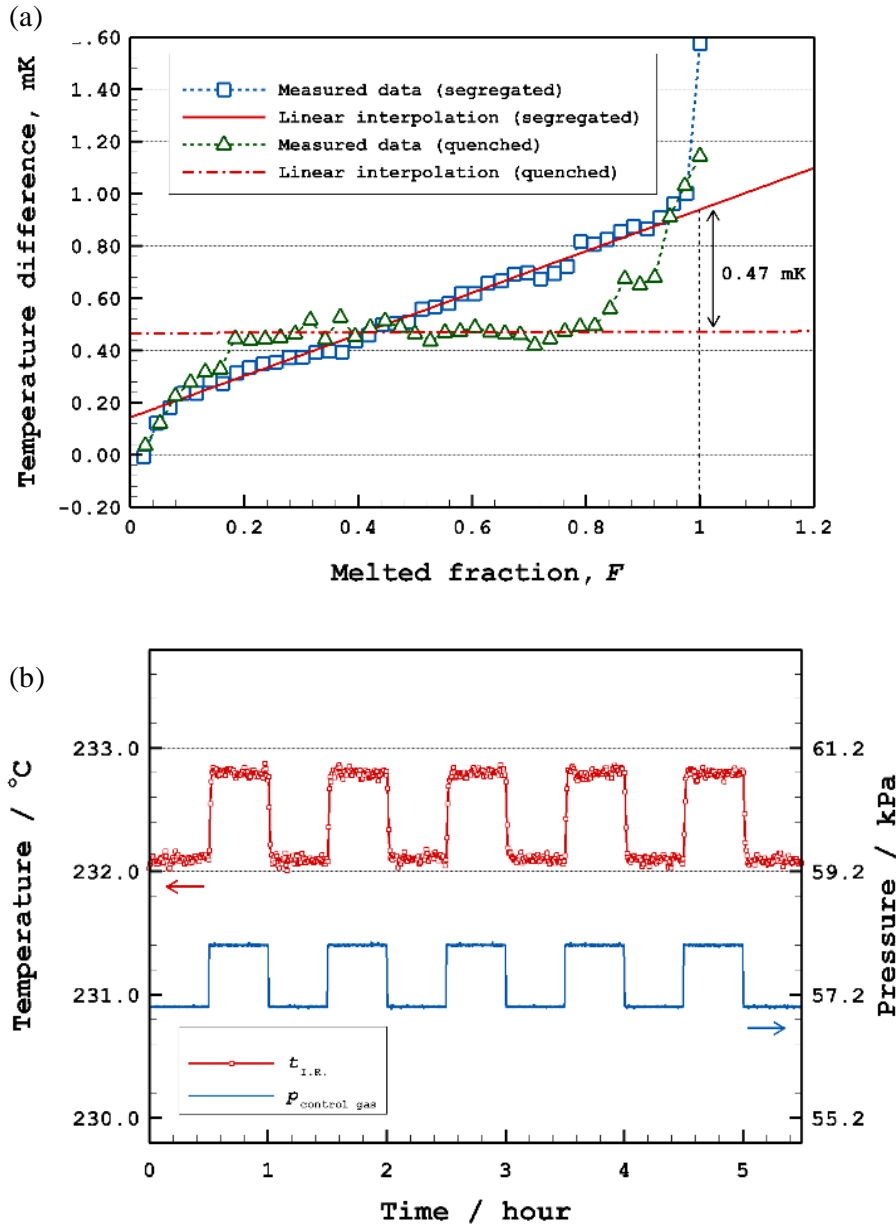 (a)
.60
1.40
1.20
1.00
0.80
0.60
0.40
0.20
0.00
-0.20
Temperature difference, mK
Measured data (segregated)
Linear interpolation (segregated)
Measured data (quenched)
Linear interpolation (quenched)
0.47 mK
0 0.2 0.4 0.6 0.8 1 1.2
Melted fraction, F
(b)
233.0
232.0
231.0
230.0
Temperature / °C
61.2
59.2
57.2
55.2
Pressure / kPa
t I.R.
p control gas
0 1 2 3 4 5
Time / hour